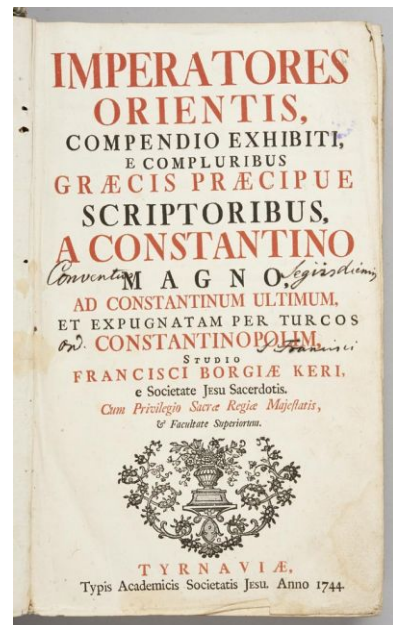 IMPERATORES
ORIENTIS,
COMPENDIO EXHIBITI,
E COMPLURIBUS
GRÆCIS PRÆCIPUE
SCRIPTORIBUS,
A CONSTANTINO
Conventus MAGNO,
AD CONSTANTINUM ULTIMUM,
ET EXPUGNATAM PER TURCOS
ord. CONSTANTINOPOLIM, S. Francisci
STUDIO
FRANCISCI BORGIÆ KERI,
e Societate JESU Sacerdotis.
Cum Privilegio Sacræ Regiæ Majestatis,
& Facultate Superiorum.
TYRNAVIÆ,
Typis Academicis Societatis JESU. Anno 1744.